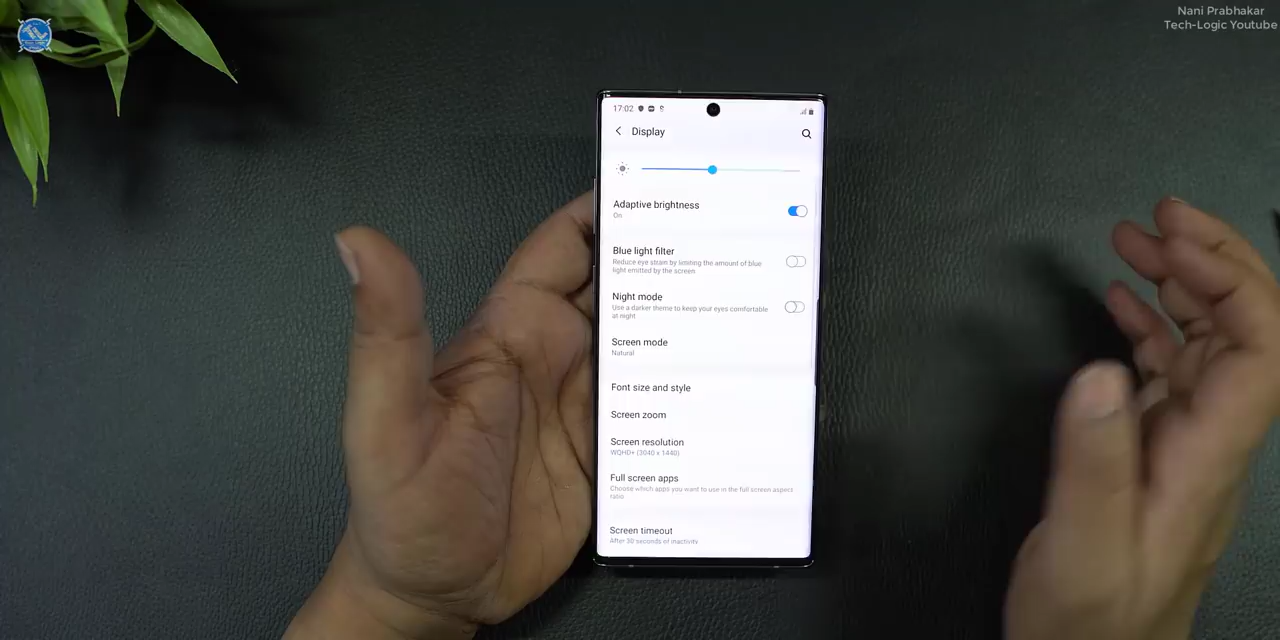 Nani Prabhakar
Tech-Logic Youtube
17:02
Display
Adaptive brightness
On
Blue light filter
Reduce eye strain by limiting the amount of blue
light emitted by the screen
Night mode
Use a darker theme to keep your eyes comfortable
at night
Screen mode
Natural
Font size and style
Screen zoom
Screen resolution
WQHD+ (3040 x 1440)
Full screen apps
Choose which apps you want to use in the full screen aspect
ratio
Screen timeout
After 30 seconds of inactivity